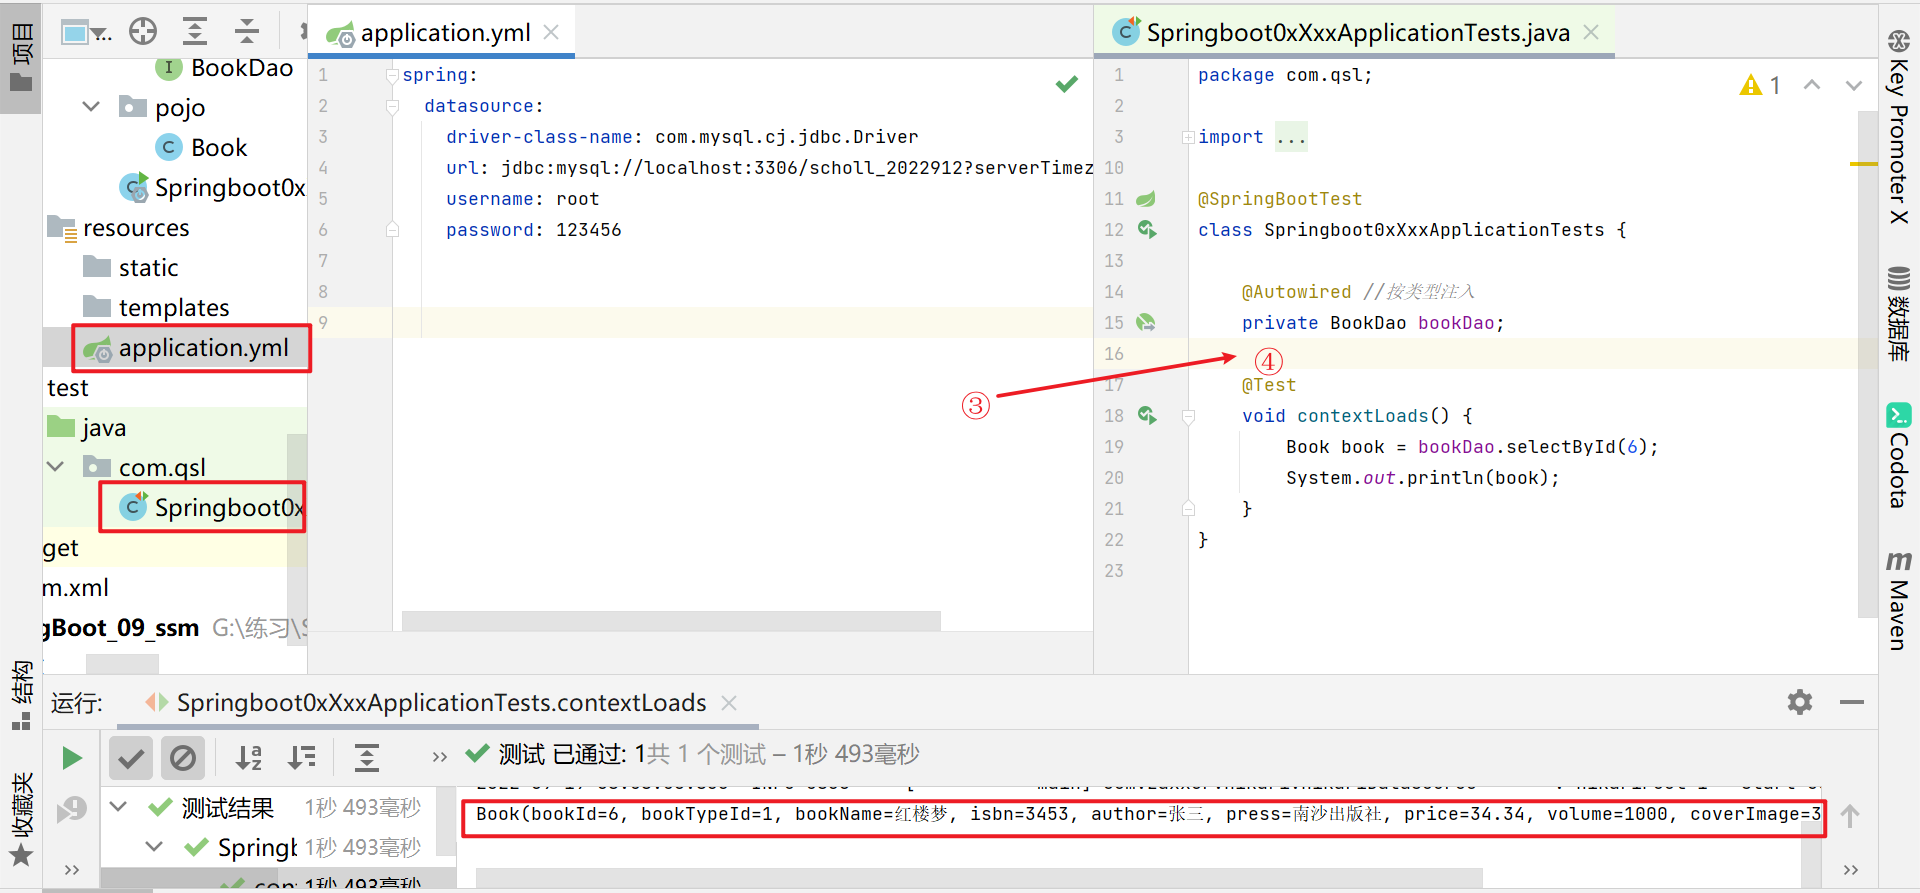 项目
...
application.yml
Springboot0xXxxApplicationTests.java
BookDao
pojo
Book
Springboot0x
resources
static
templates
application.yml
test
java
com.qsl
Springboot0x
get
m.xml
gBoot_09_ssm G:\练习\S
1 spring:
2 datasource:
3 driver-class-name: com.mysql.cj.jdbc.Driver
4 url: jdbc:mysql://localhost:3306/scholl_2022912?serverTimez
5 username: root
6 password: 123456
7
8
9
1 package com.qsl;
2
3 import ...
10
11 @SpringBootTest
12 class Springboot0xXxxApplicationTests {
13
14 @Autowired //按类型注入
15 private BookDao bookDao;
16
17 @Test
18 void contextLoads() {
19 Book book = bookDao.selectById(6);
20 System.out.println(book);
21 }
22 }
23
1
③
④
Key Promoter X
数据库
Codota
Maven
结构
收藏夹
运行:
Springboot0xXxxApplicationTests.contextLoads
测试 已通过: 1共 1 个测试 – 1秒 493毫秒
测试结果 1秒 493毫秒
Springb 1秒 493毫秒
con 1秒 493毫秒
Book(bookId=6, bookTypeId=1, bookName=红楼梦, isbn=3453, author=张三, press=南沙出版社, price=34.34, volume=1000, coverImage=3